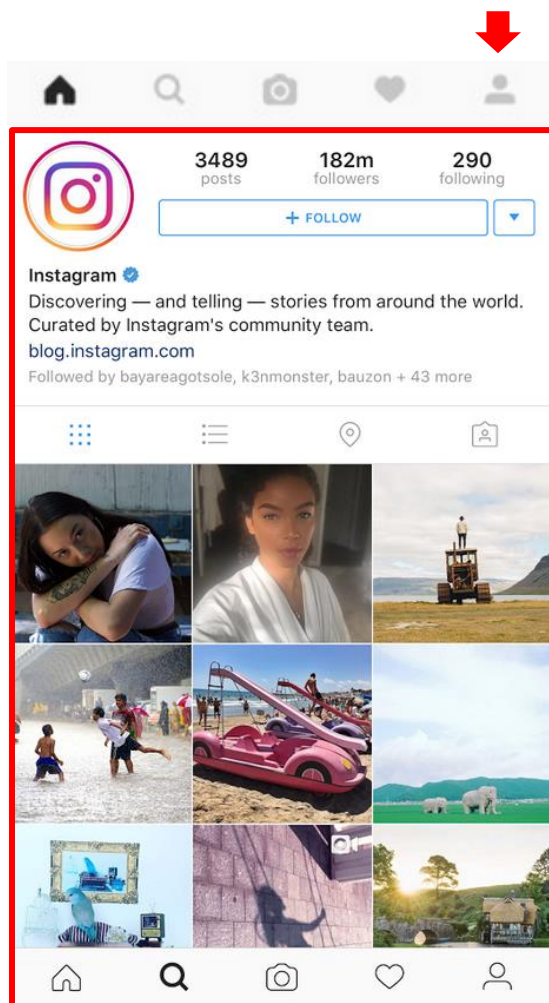 3489 182m 290
posts followers following
+ FOLLOW
Instagram
Discovering — and telling — stories from around the world.
Curated by Instagram's community team.
blog.instagram.com
Followed by bayareagotsole, k3nmonster, bauzon + 43 more